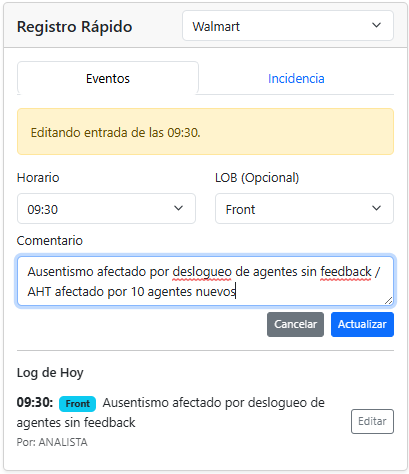 Registro Rápido
Walmart
Eventos
Incidencia
Editando entrada de las 09:30.
Horario
LOB (Opcional)
09:30
Front
Comentario
Ausentismo afectado por deslogueo de agentes sin feedback /
AHT afectado por 10 agentes nuevos
Cancelar
Actualizar
Log de Hoy
09:30: Front Ausentismo afectado por deslogueo de
agentes sin feedback
Editar
Por: ANALISTA